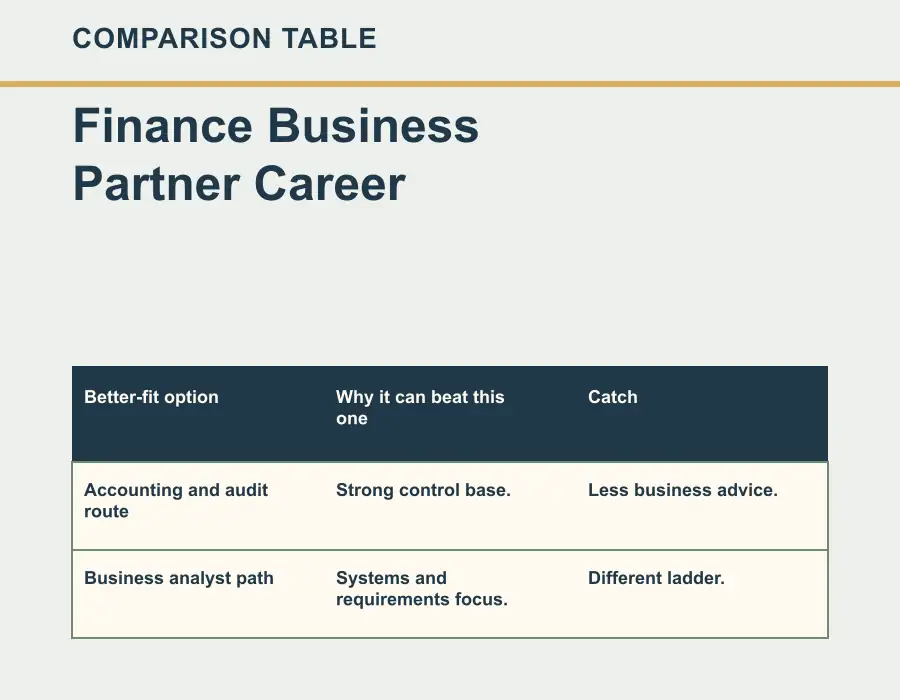 COMPARISON TABLE
Finance Business
Partner Career
Better-fit option
Why it can beat this
one
Catch
Accounting and audit
route
Strong control base.
Less business advice.
Business analyst path
Systems and
requirements focus.
Different ladder.